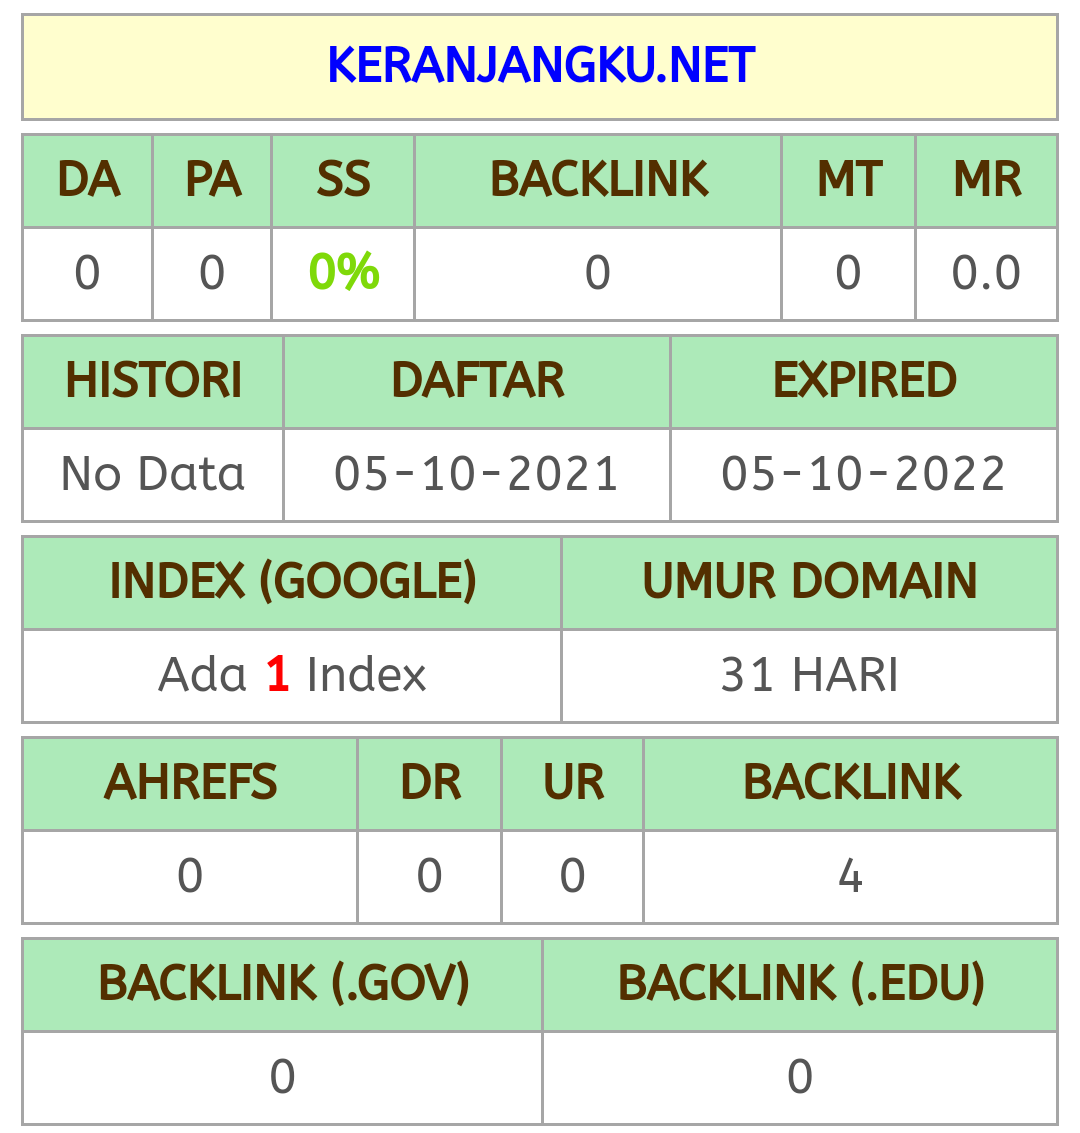 KERANJANGKU.NET
DA PA SS BACKLINK MT MR
0 0 0% 0 0 0.0
HISTORI DAFTAR EXPIRED
No Data 05-10-2021 05-10-2022
INDEX (GOOGLE) UMUR DOMAIN
Ada 1 Index 31 HARI
AHREFS DR UR BACKLINK
0 0 0 4
BACKLINK (.GOV) BACKLINK (.EDU)
0 0